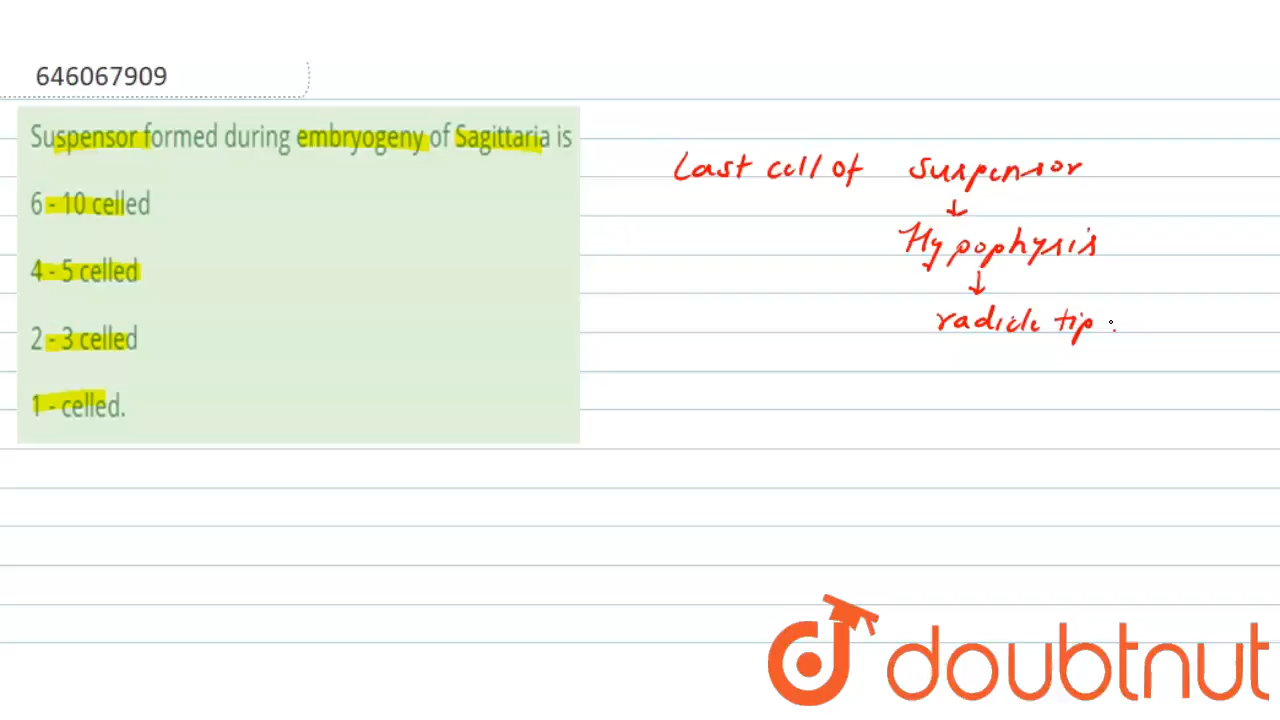 646067909
Suspensor formed during embryogeny of Sagittaria is
6 - 10 celled
4 - 5 celled
2 - 3 celled
1 - celled.
Last cell of suspensor
↓
Hypophysis
↓
radicle tip.
doubtnut